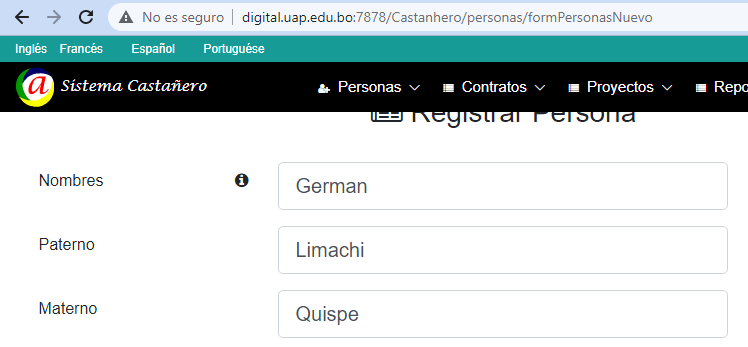 No es seguro digital.uap.edu.bo:7878/Castanhero/personas/formPersonasNuevo
Inglés Francés Español Portuguése
a Sistema Castañero Personas Contratos Proyectos Repo
Registrar Persona
Nombres German
Paterno Limachi
Materno Quispe